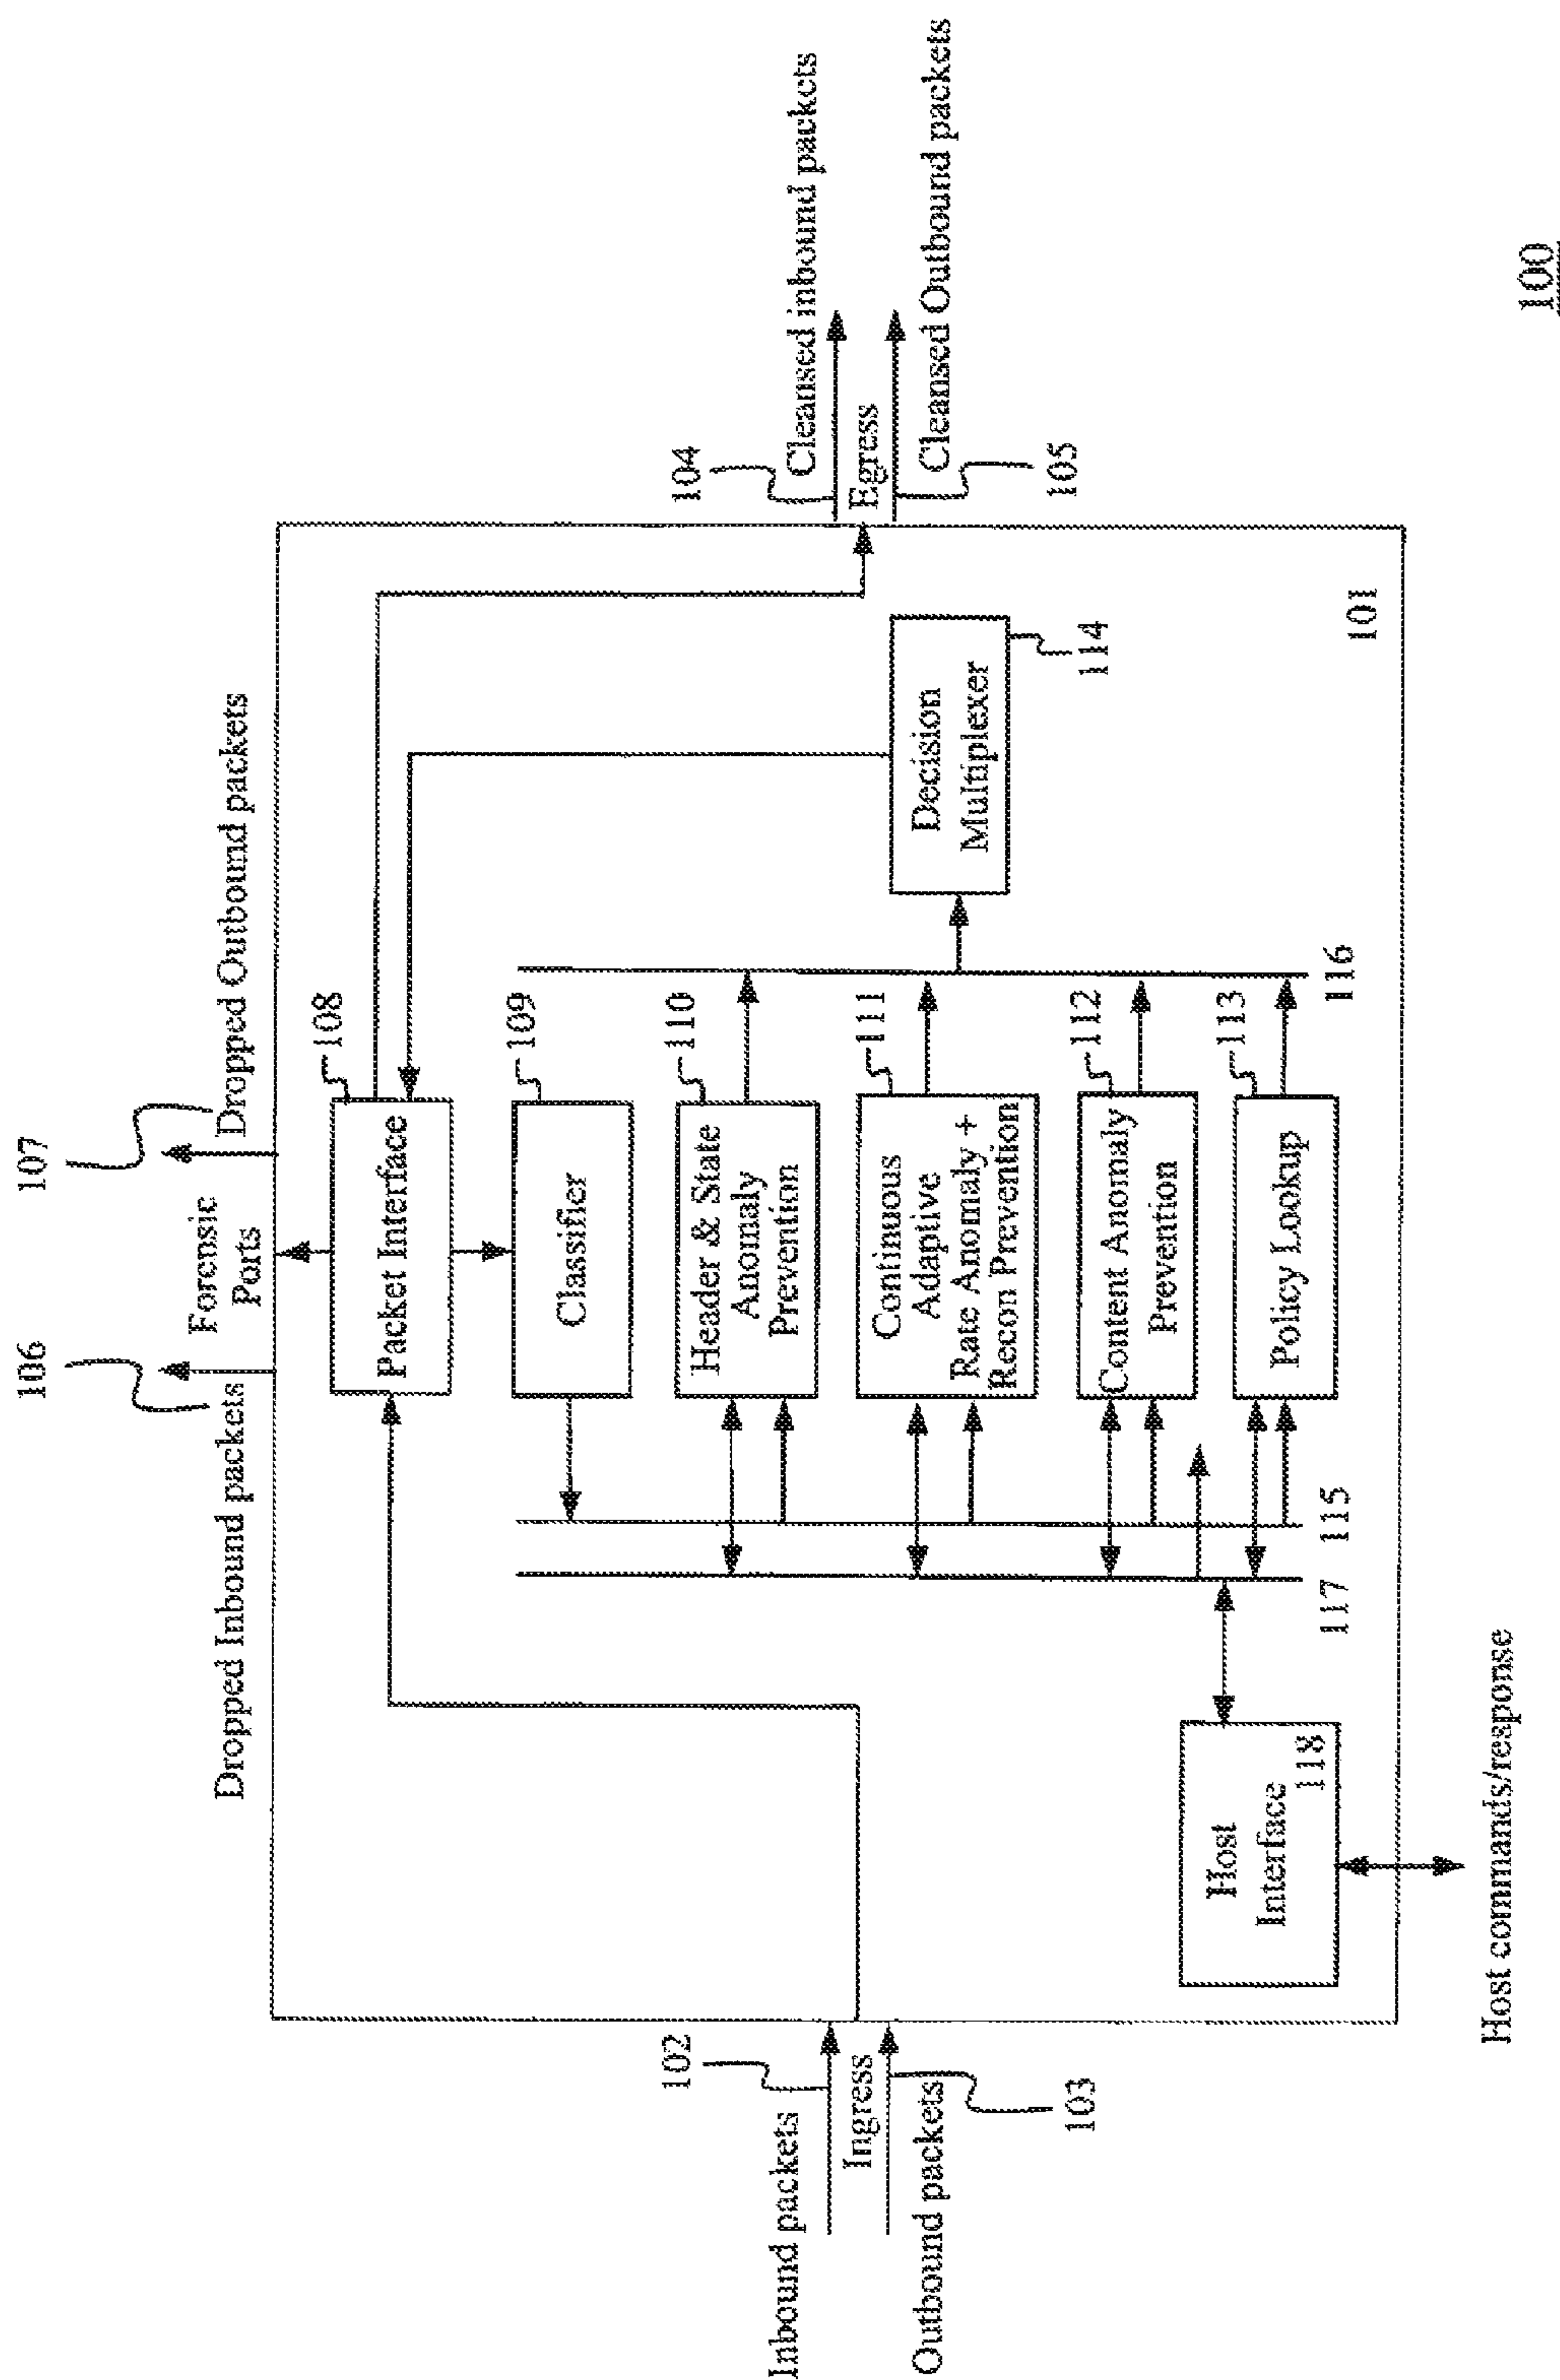 106
107
Dropped Inbound packets
Forensic
Ports
Dropped Outbound packets
108
Packet Interface
109
Classifier
110
Header & State
Anomaly
Prevention
102
Inbound packets
Ingress
Outbound packets
103
111
Continuous
Adaptive
Rate Anomaly +
Recon Prevention
Decision
Multiplexer
114
104
Cleansed inbound packets
Egress
Cleansed Outbound packets
105
112
Content Anomaly
Prevention
113
Policy Lookup
Host
Interface
118
117
115
116
101
Host commands/response
100